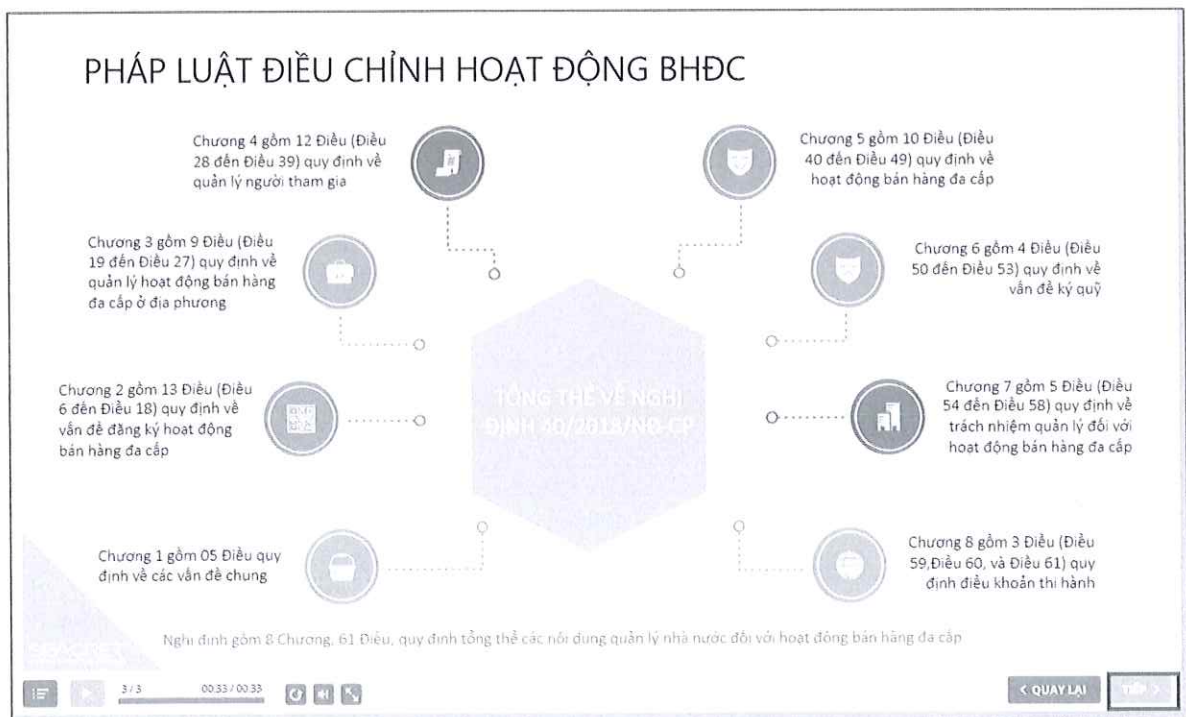 PHÁP LUẬT ĐIỀU CHỈNH HOẠT ĐỘNG BHĐC
Chương 4 gồm 12 Điều (Điều
28 đến Điều 39) quy định về
quản lý người tham gia
Chương 5 gồm 10 Điều (Điều
40 đến Điều 49) quy định về
hoạt động bán hàng đa cấp
Chương 3 gồm 9 Điều (Điều
19 đến Điều 27) quy định về
quản lý hoạt động bán hàng
đa cấp ở địa phương
Chương 6 gồm 4 Điều (Điều
50 đến Điều 53) quy định về
vấn đề ký quỹ
Chương 2 gồm 13 Điều (Điều
6 đến Điều 18) quy định về
vấn đề đăng ký hoạt động
bán hàng đa cấp
TỔNG THỂ VỀ NGHỊ
ĐỊNH 40/2018/NĐ-CP
Chương 7 gồm 5 Điều (Điều
54 đến Điều 58) quy định về
trách nhiệm quản lý đối với
hoạt động bán hàng đa cấp
Chương 1 gồm 05 Điều quy
định về các vấn đề chung
Chương 8 gồm 3 Điều (Điều
59,Điều 60, và Điều 61) quy
định điều khoản thi hành
Nghị định gồm 8 Chương, 61 Điều, quy định tổng thể các nội dung quản lý nhà nước đối với hoạt động bán hàng đa cấp
3 / 3
00:33 / 00:33
< QUAY LẠI
TIẾP >